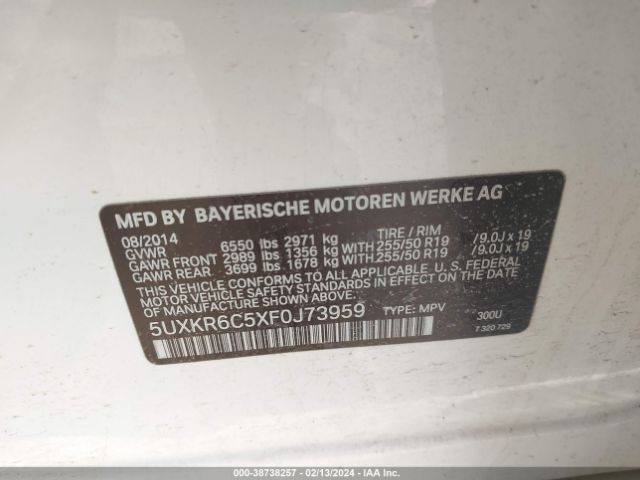 MFD BY BAYERISCHE MOTOREN WERKE AG
08/2014 TIRE / RIM
GVWR 6550 lbs 2971 kg
GAWR FRONT 2989 lbs 1356 kg WITH 255/50 R19 /9.0J x 19
GAWR REAR 3699 lbs 1678 kg WITH 255/50 R19 /9.0J x 19
THIS VEHICLE CONFORMS TO ALL APPLICABLE U.S. FEDERAL
MOTOR VEHICLE SAFETY STANDARDS IN EFFECT ON THE DATE OF
MANUFACTURE SHOWN ABOVE.
5UXKR6C5XF0J73959 TYPE: MPV 300U
7 320 729
000-38738257 - 02/13/2024 - IAA Inc.